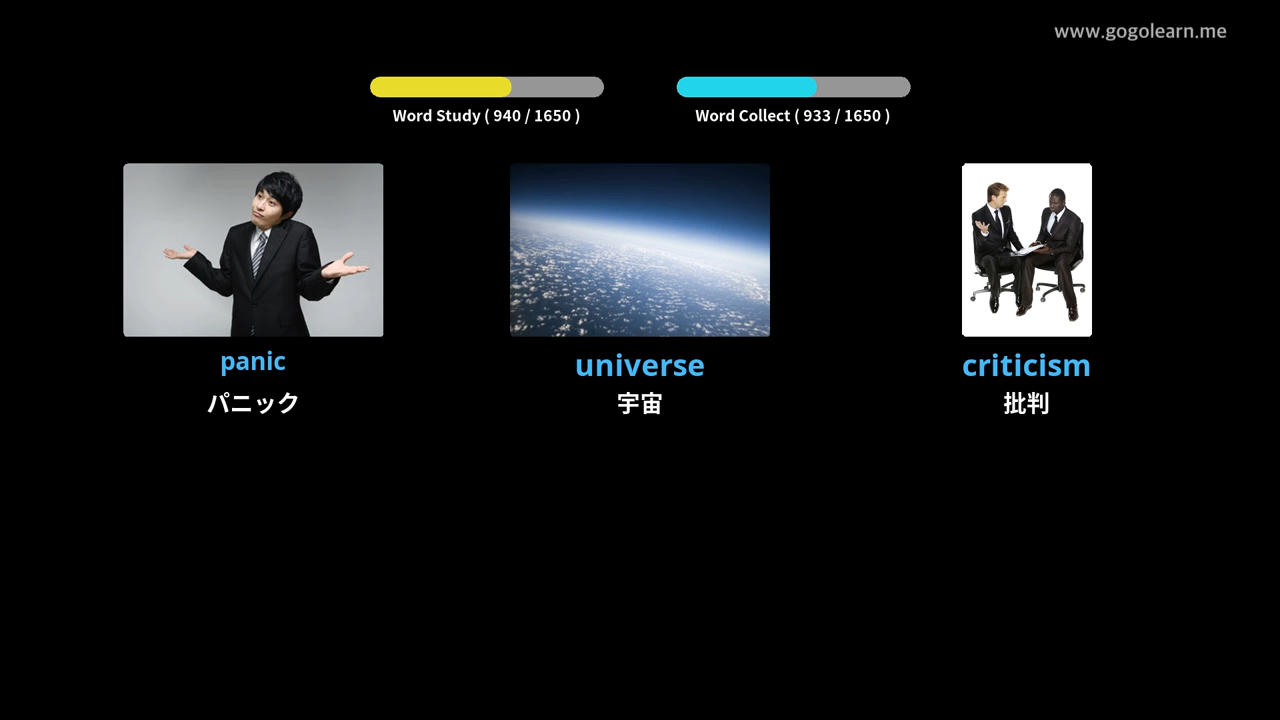 www.gogolearn.me
Word Study ( 940 / 1650 )
Word Collect ( 933 / 1650 )
panic
パニック
universe
宇宙
criticism
批判